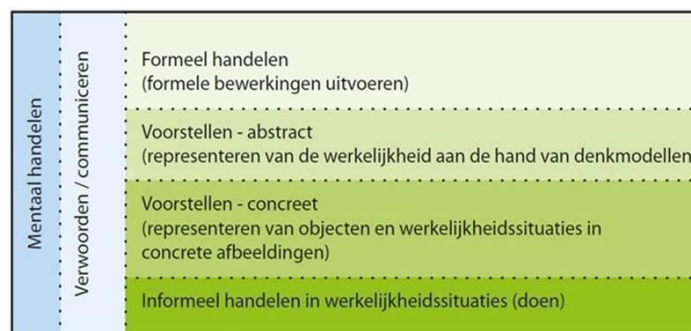 Mentaal handelen
Verwoorden / communiceren
Formeel handelen
(formele bewerkingen uitvoeren)
Voorstellen - abstract
(representeren van de werkelijkheid aan de hand van denkmodellen
Voorstellen - concreet
(representeren van objecten en werkelijkheidssituaties in
concrete afbeeldingen)
Informeel handelen in werkelijkheidssituaties (doen)